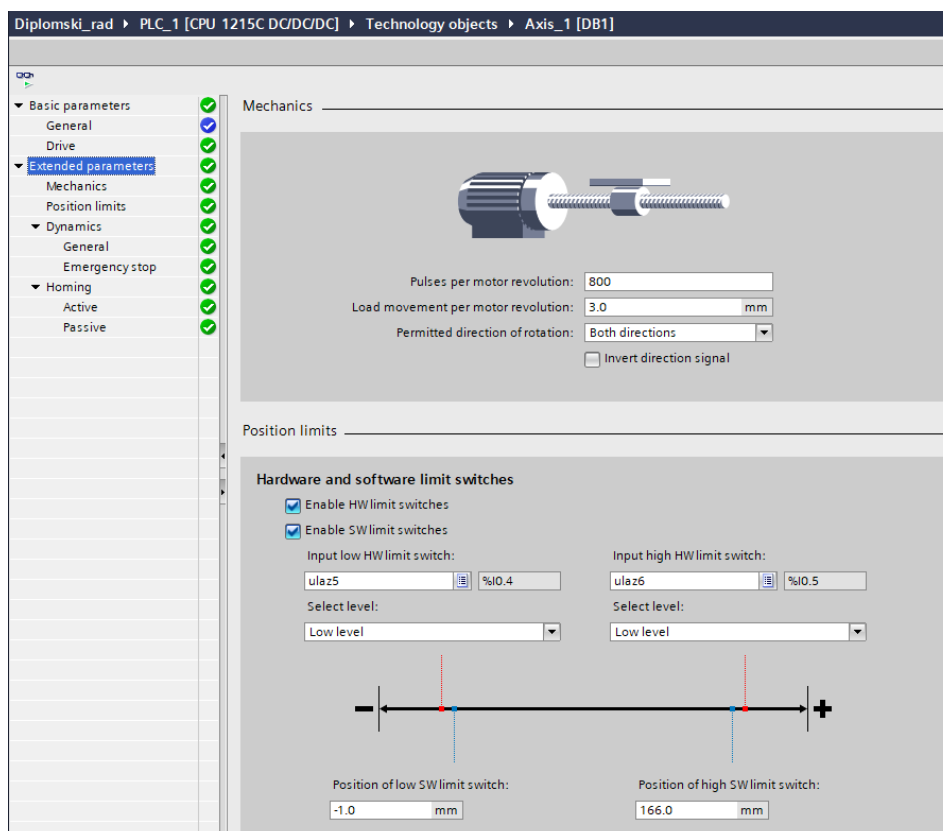 Diplomski_rad ▸ PLC_1 [CPU 1215C DC/DC/DC] ▸ Technology objects ▸ Axis_1 [DB1]
Basic parameters
General
Drive
Extended parameters
Mechanics
Position limits
Dynamics
General
Emergency stop
Homing
Active
Passive
Mechanics
Pulses per motor revolution: 800
Load movement per motor revolution: 3.0 mm
Permitted direction of rotation: Both directions
Invert direction signal
Position limits
Hardware and software limit switches
Enable HW limit switches
Enable SW limit switches
Input low HW limit switch: Input high HW limit switch:
ulaz5 %I0.4 ulaz6 %I0.5
Select level: Select level:
Low level Low level
Position of low SW limit switch: Position of high SW limit switch:
-1.0 mm 166.0 mm